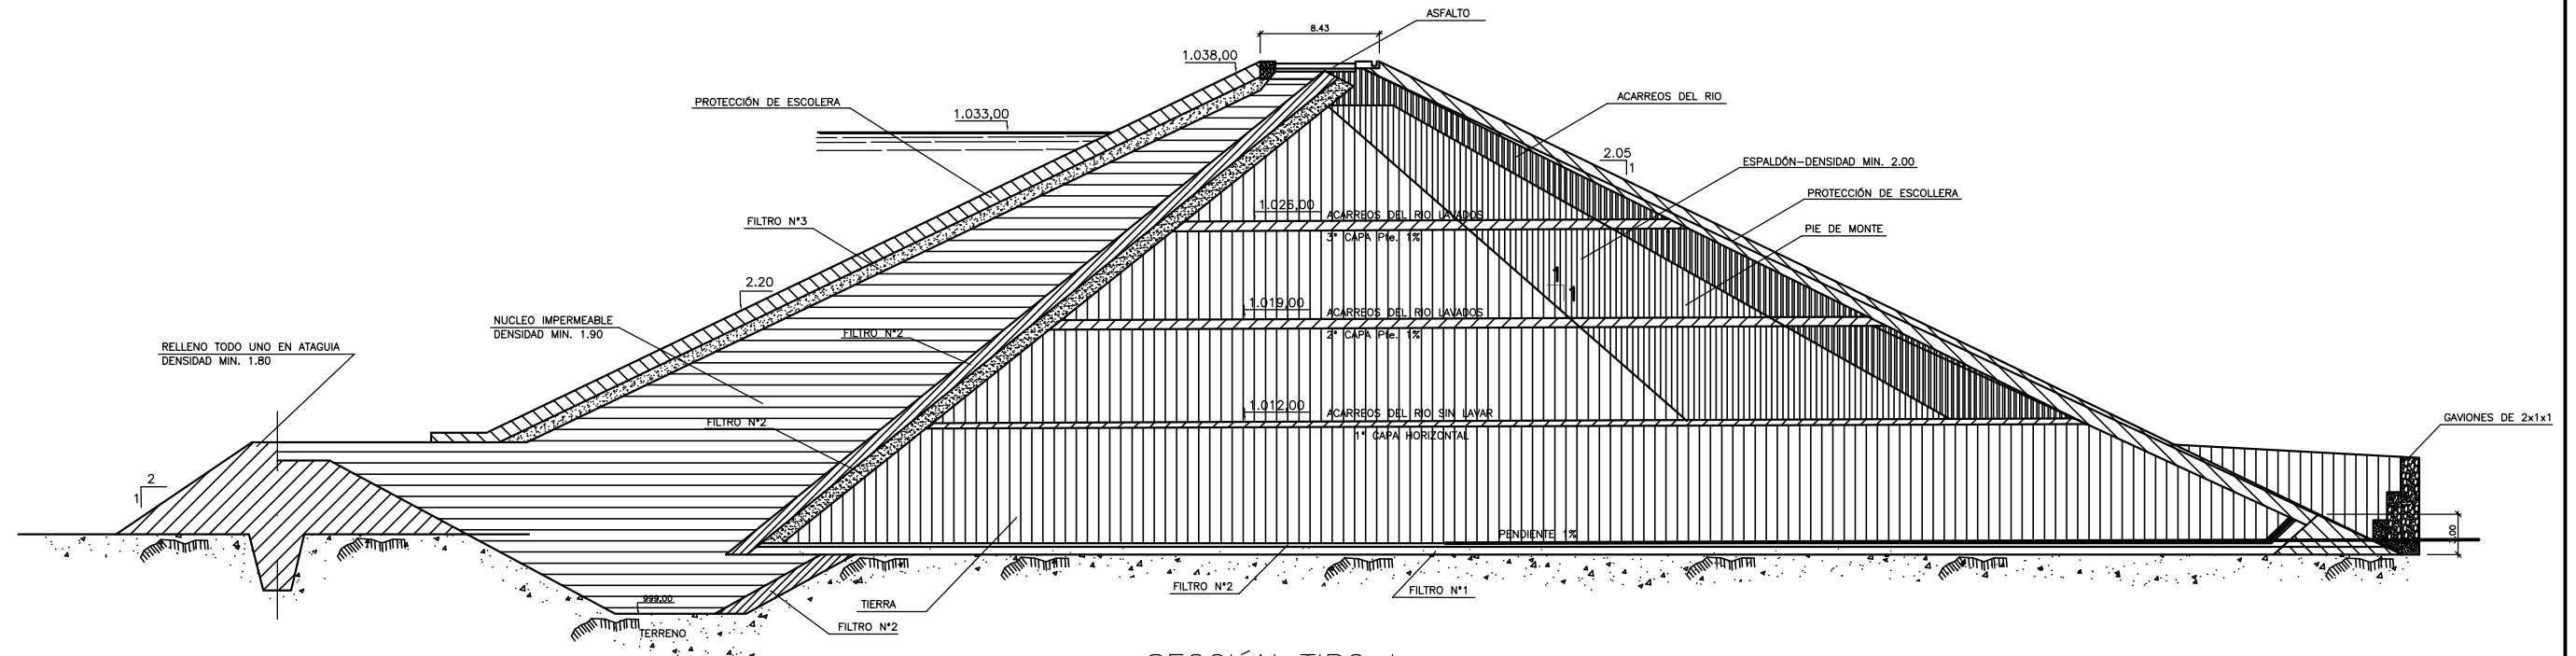 ASFALTO
8.43
1.038,00
PROTECCIÓN DE ESCOLERA
ACARREOS DEL RIO
1.033,00
2.05
1
ESPALDÓN-DENSIDAD MIN. 2.00
PROTECCIÓN DE ESCOLLERA
1.026,00
ACARREOS DEL RIO LAVADOS
FILTRO N°3
3ª CAPA Pte. 1%
PIE DE MONTE
2.20
1
1
1.019,00
ACARREOS DEL RIO LAVADOS
NUCLEO IMPERMEABLE
DENSIDAD MIN. 1.90
FILTRO N°2
2ª CAPA Pte. 1%
RELLENO TODO UNO EN ATAGUIA
DENSIDAD MIN. 1.80
1.012,00
ACARREOS DEL RIO SIN LAVAR
GAVIONES DE 2x1x1
FILTRO N°2
1ª CAPA HORIZONTAL
2
1
PENDIENTE 1%
3.00
FILTRO N°2
FILTRO N°1
999,00
TIERRA
TERRENO
FILTRO N°2